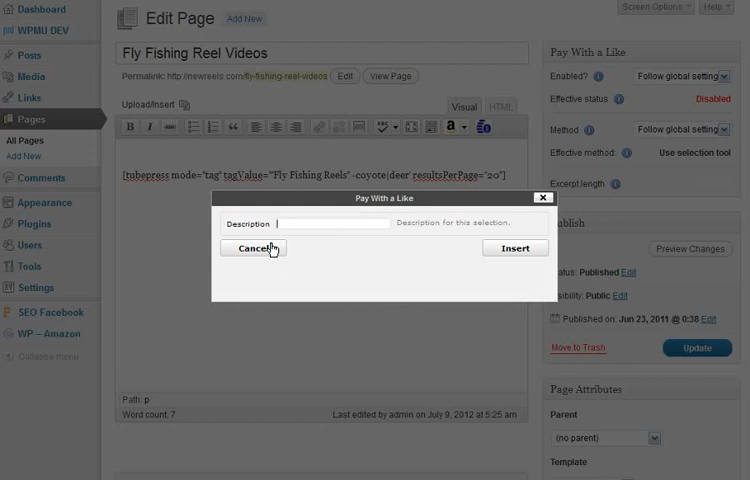 Dashboard
WPMU DEV
Posts
Media
Links
Pages
All Pages
Add New
Comments
Appearance
Plugins
Users
Tools
Settings
SEO Facebook
WP – Amazon
Collapse menu
Screen Options
Help
Edit Page
Add New
Fly Fishing Reel Videos
Permalink: http://newreels.com/fly-fishing-reel-videos
Edit
View Page
Upload/Insert
Visual
HTML
B
I
ABC
ABC
a
[tubepress mode="tag" tagValue="'Fly Fishing Reels'' -coyote|deer' resultsPerPage="20"]
Pay With a Like
Description
Description for this selection.
Cancel
Insert
Path: p
Word count: 7
Last edited by admin on July 9, 2012 at 5:25 am
Pay With a Like
Enabled?
Follow global setting
Effective status
Disabled
Method
Follow global setting
Effective method:
Use selection tool
Excerpt length
Publish
Preview Changes
Status: Published Edit
Visibility: Public Edit
Published on: Jun 23, 2011 @ 0:38 Edit
Move to Trash
Update
Page Attributes
Parent
(no parent)
Template